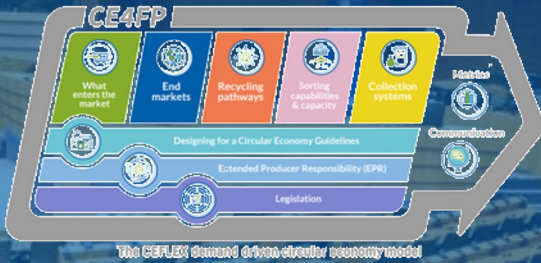 CE4FP
What
enters the
market
End
markets
Recycling
pathways
Sorting
capabilities
& capacity
Collection
systems
Metrics
Communication
Designing for a Circular Economy Guidelines
Extended Producer Responsibility (EPR)
Legislation
The CEFLEX demand driven circular economy model